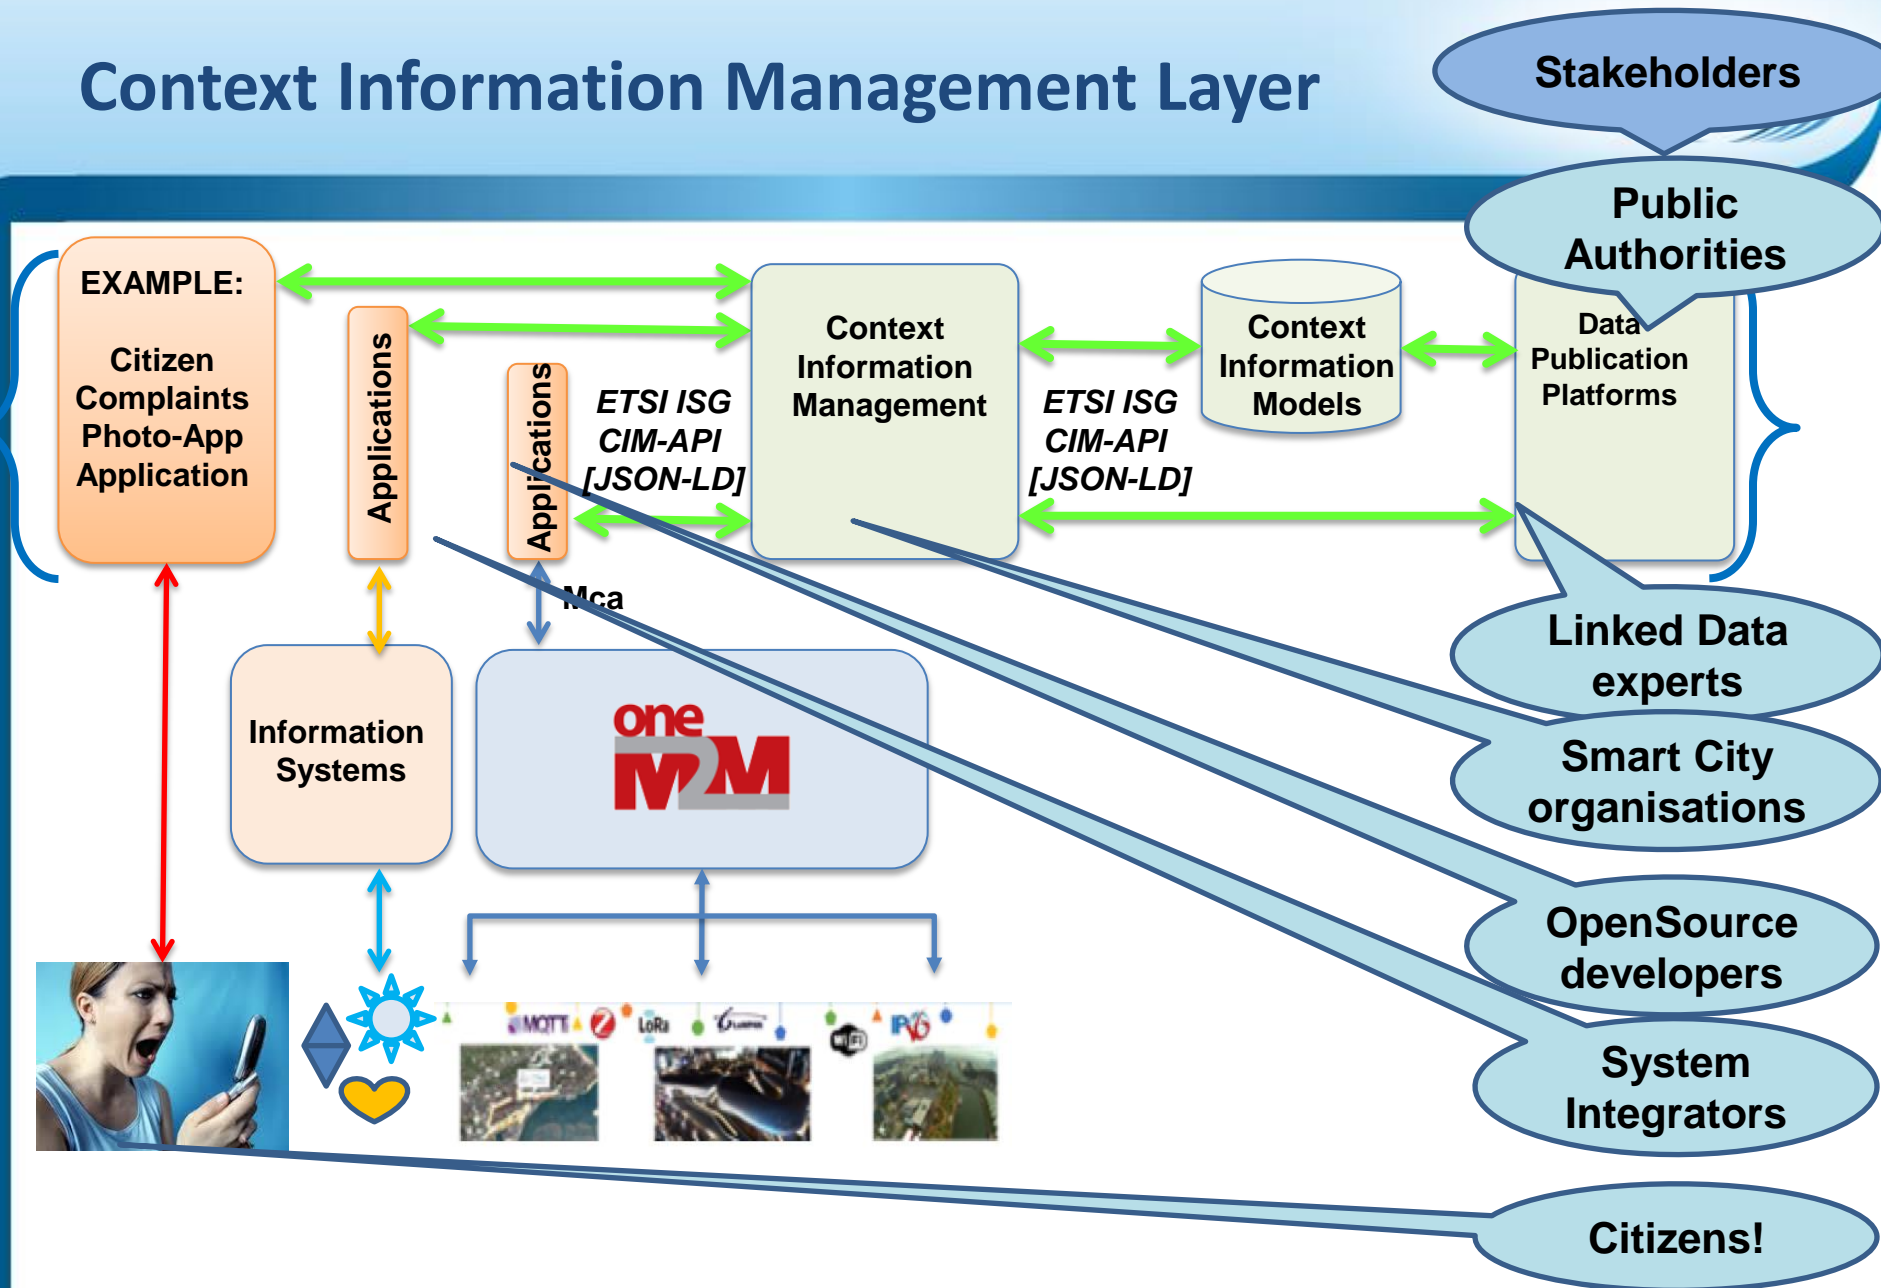 Context Information Management Layer
Stakeholders
Public
Authorities
EXAMPLE:
Citizen
Complaints
Photo-App
Application
Applications
Applications
ETSI ISG
CIM-API
[JSON-LD]
Context
Information
Management
ETSI ISG
CIM-API
[JSON-LD]
Context
Information
Models
Data
Publication
Platforms
Mca
Information
Systems
one
M2M
Linked Data
experts
Smart City
organisations
OpenSource
developers
System
Integrators
Citizens!
MQTT
LoRa
WiFi
IPv6